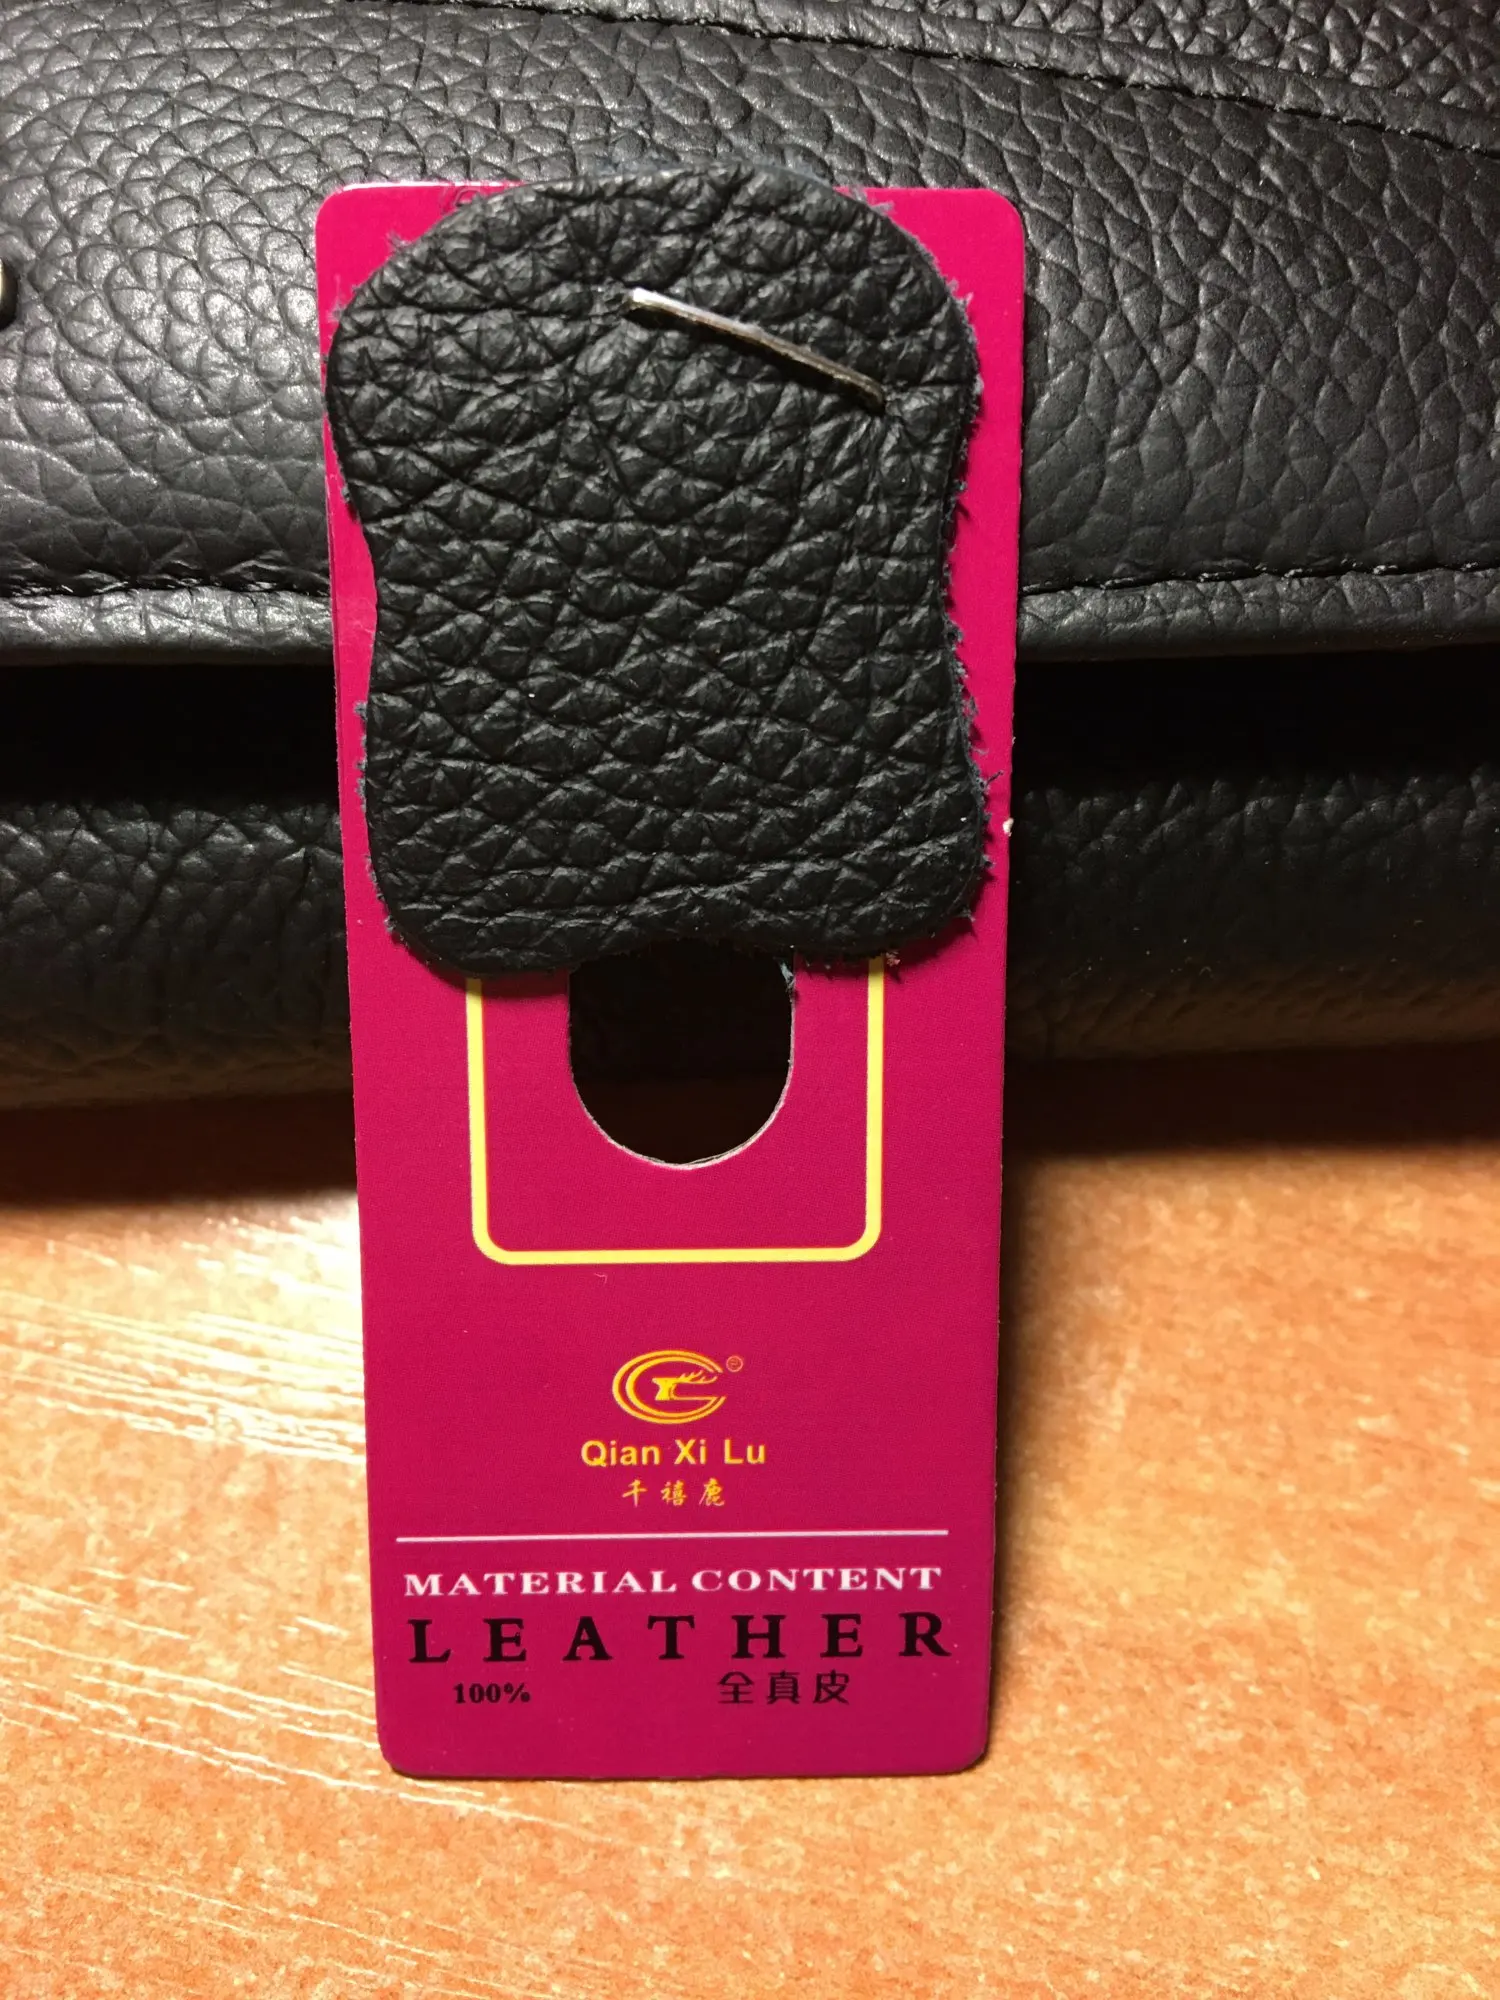 ®
Qian Xi Lu
千禧鹿
MATERIAL CONTENT
LEATHER
100% 全真皮